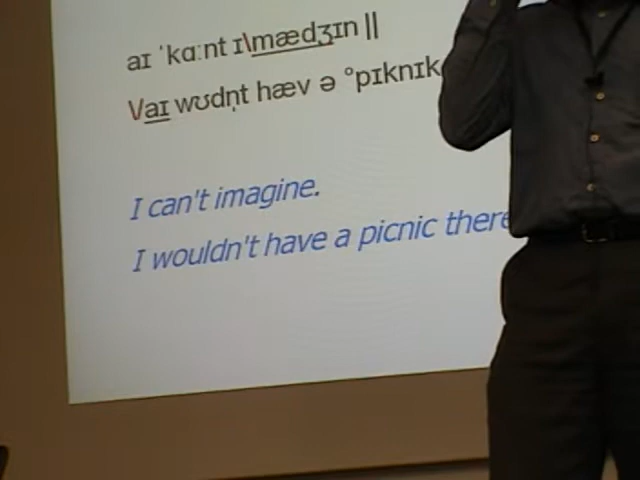 aɪ ˈkɑːnt ɪ\mædʒɪn ||
Vaɪ wʊdn̩t hæv ə °pɪknɪk
I can't imagine.
I wouldn't have a picnic there